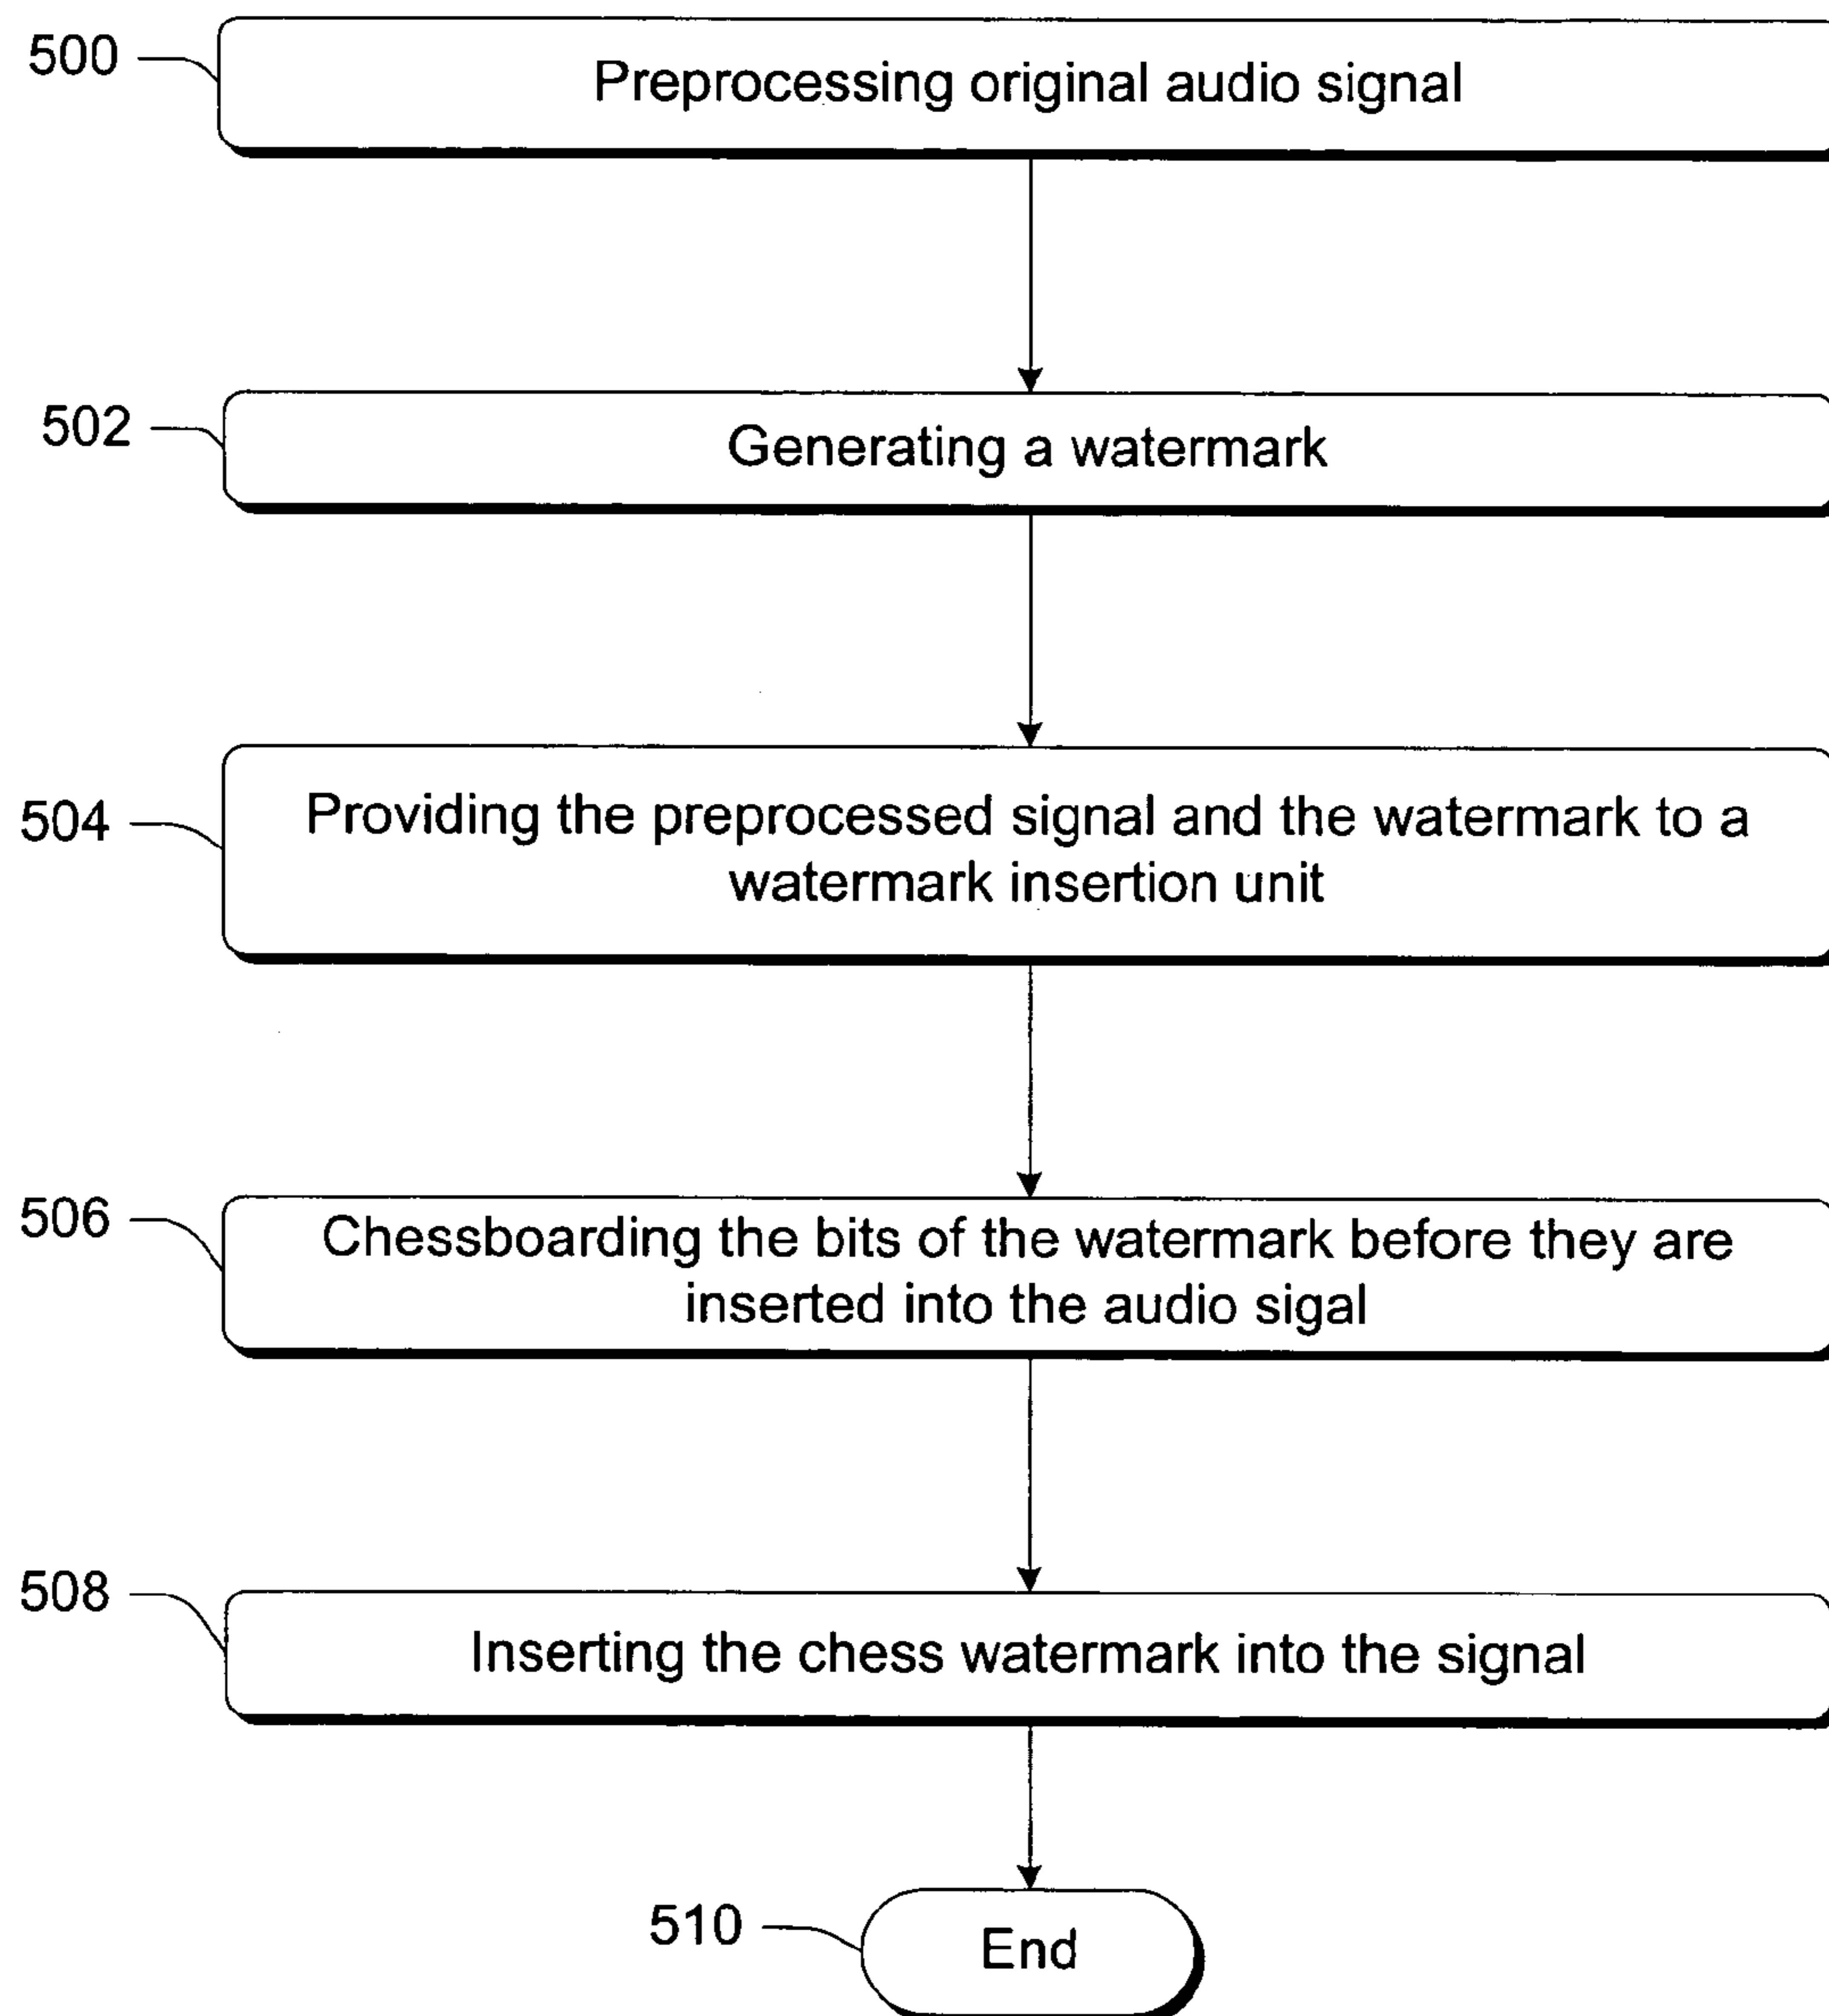 500
Preprocessing original audio signal
502
Generating a watermark
504
Providing the preprocessed signal and the watermark to a
watermark insertion unit
506
Chessboarding the bits of the watermark before they are
inserted into the audio sigal
508
Inserting the chess watermark into the signal
510
End